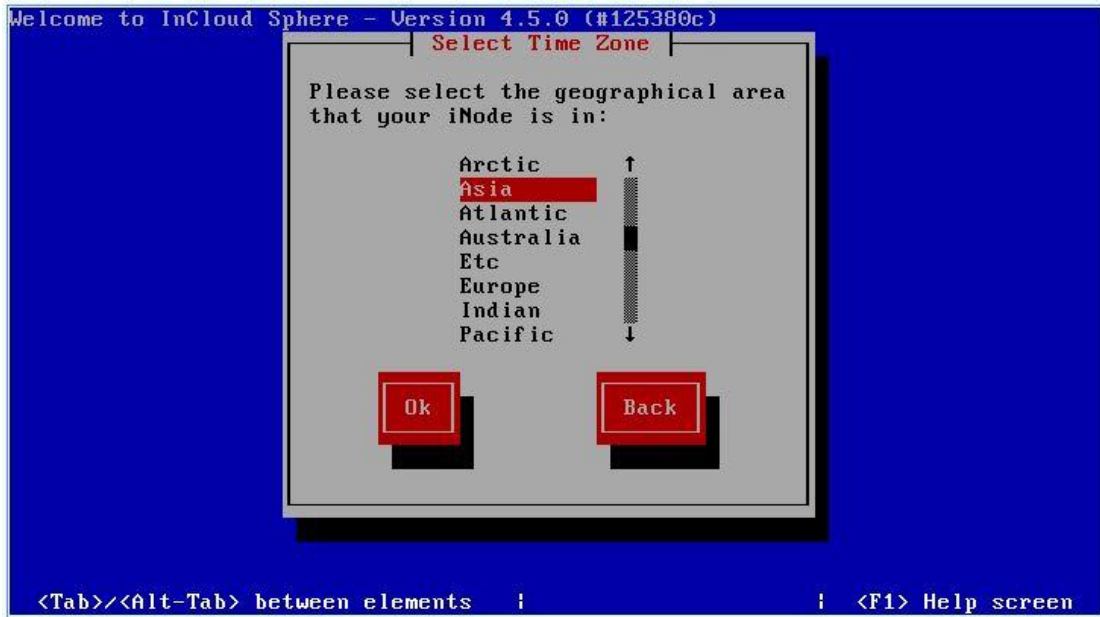 Welcome to InCloud Sphere - Version 4.5.0 (#125380c)
Select Time Zone
Please select the geographical area
that your iNode is in:
Arctic ↑
Asia
Atlantic
Australia
Etc
Europe
Indian
Pacific ↓
Ok Back
<Tab>/<Alt-Tab> between elements ¦ ¦ <F1> Help screen